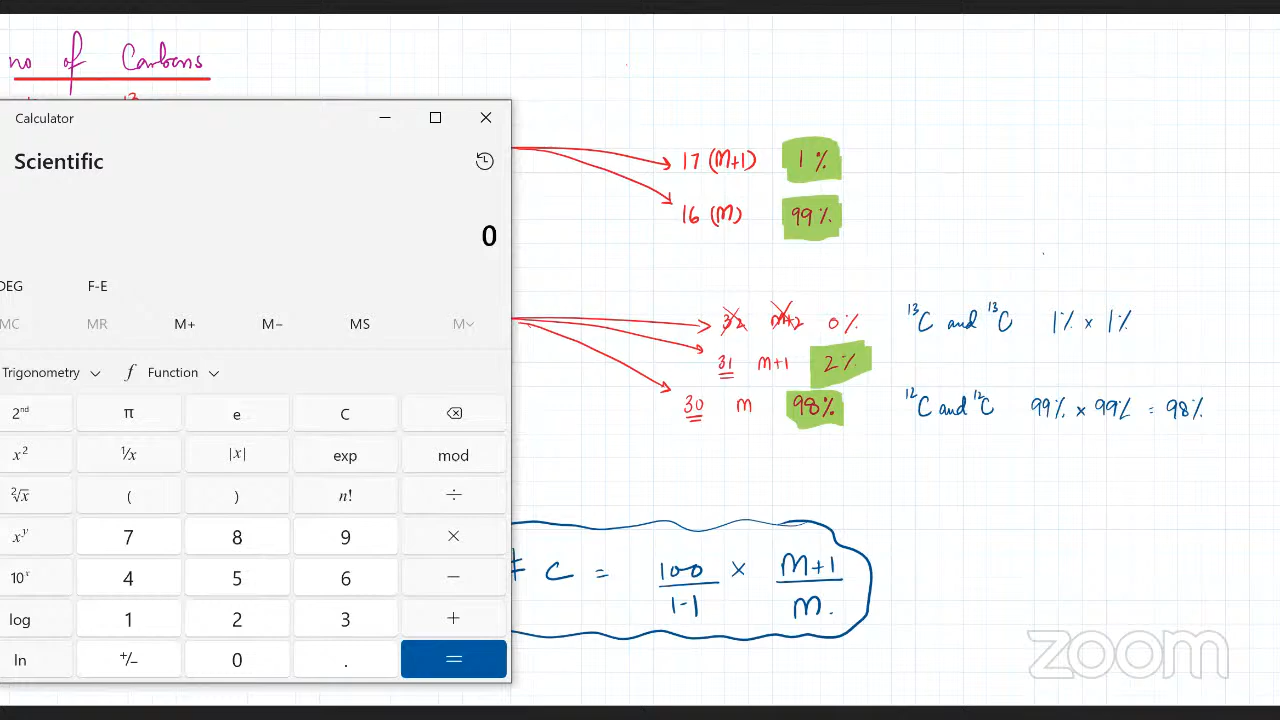 no of Carbons
Calculator
Scientific
0
DEG F-E
MC MR M+ M− MS M
Trigonometry f Function
2nd π e C
x² ¹/x |x| exp mod
²√x ( ) n! ÷
xʸ 7 8 9 ×
10ˣ 4 5 6 −
log 1 2 3 +
ln +/− 0 . =
17 (M+1) 1%
16 (M) 99%
32 M+2 0% ¹³C and ¹³C 1% × 1%
31 M+1 2%
30 M 98% ¹²C and ¹²C 99% × 99% = 98%
C = 100/1.1 × M+1/M.
zoom